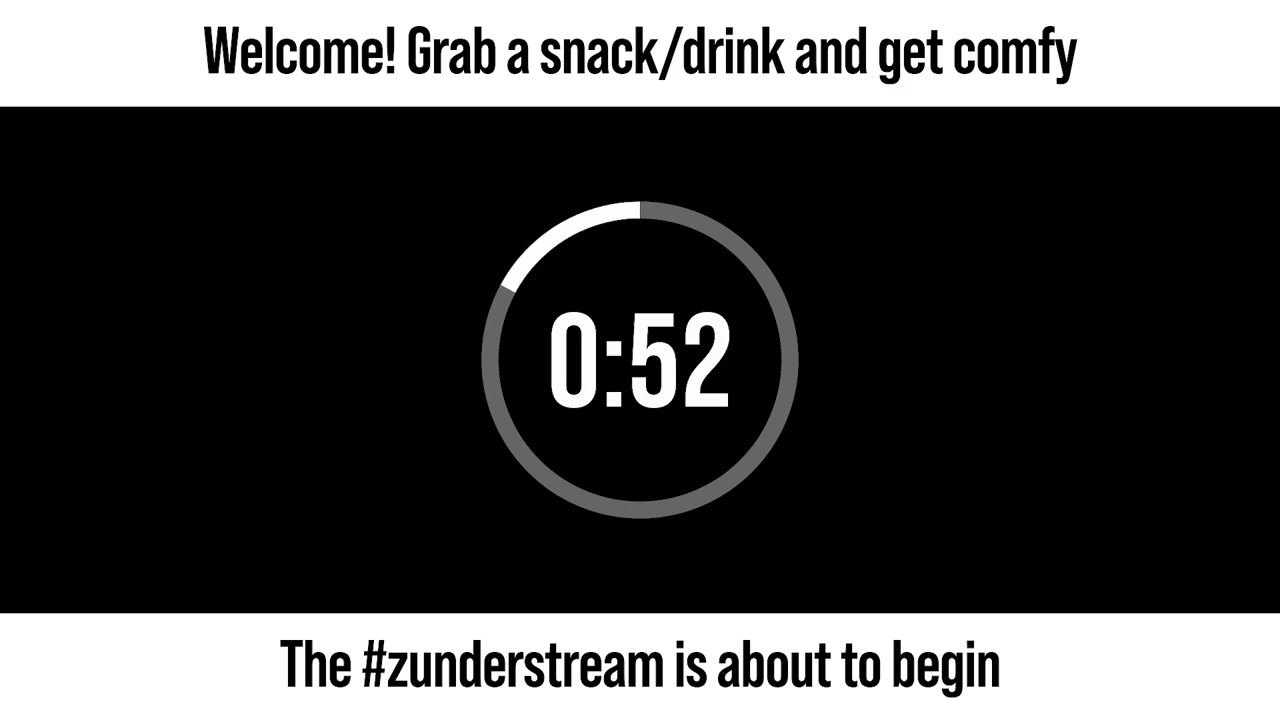 Welcome! Grab a snack/drink and get comfy
0:52
The #zunderstream is about to begin